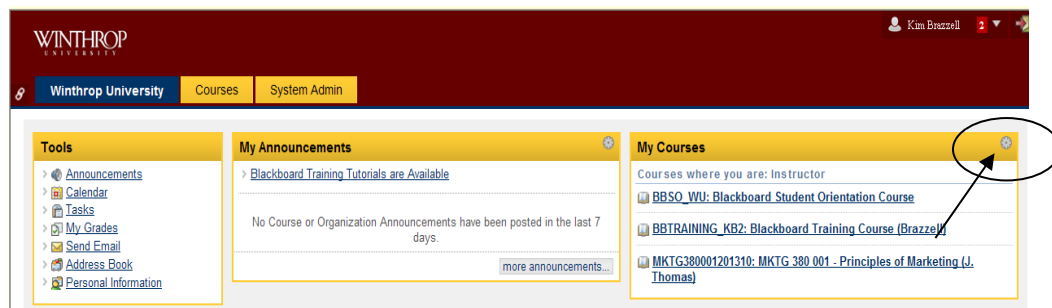 WINTHROP
UNIVERSITY
Kim Brazzell 2
Winthrop University Courses System Admin
Tools
Announcements
Calendar
Tasks
My Grades
Send Email
Address Book
Personal Information
My Announcements
Blackboard Training Tutorials are Available
No Course or Organization Announcements have been posted in the last 7
days.
more announcements...
My Courses
Courses where you are: Instructor
BBSO_WU: Blackboard Student Orientation Course
BBTRAINING_KB2: Blackboard Training Course (Brazzell)
MKTG380001201310: MKTG 380 001 - Principles of Marketing (J.
Thomas)